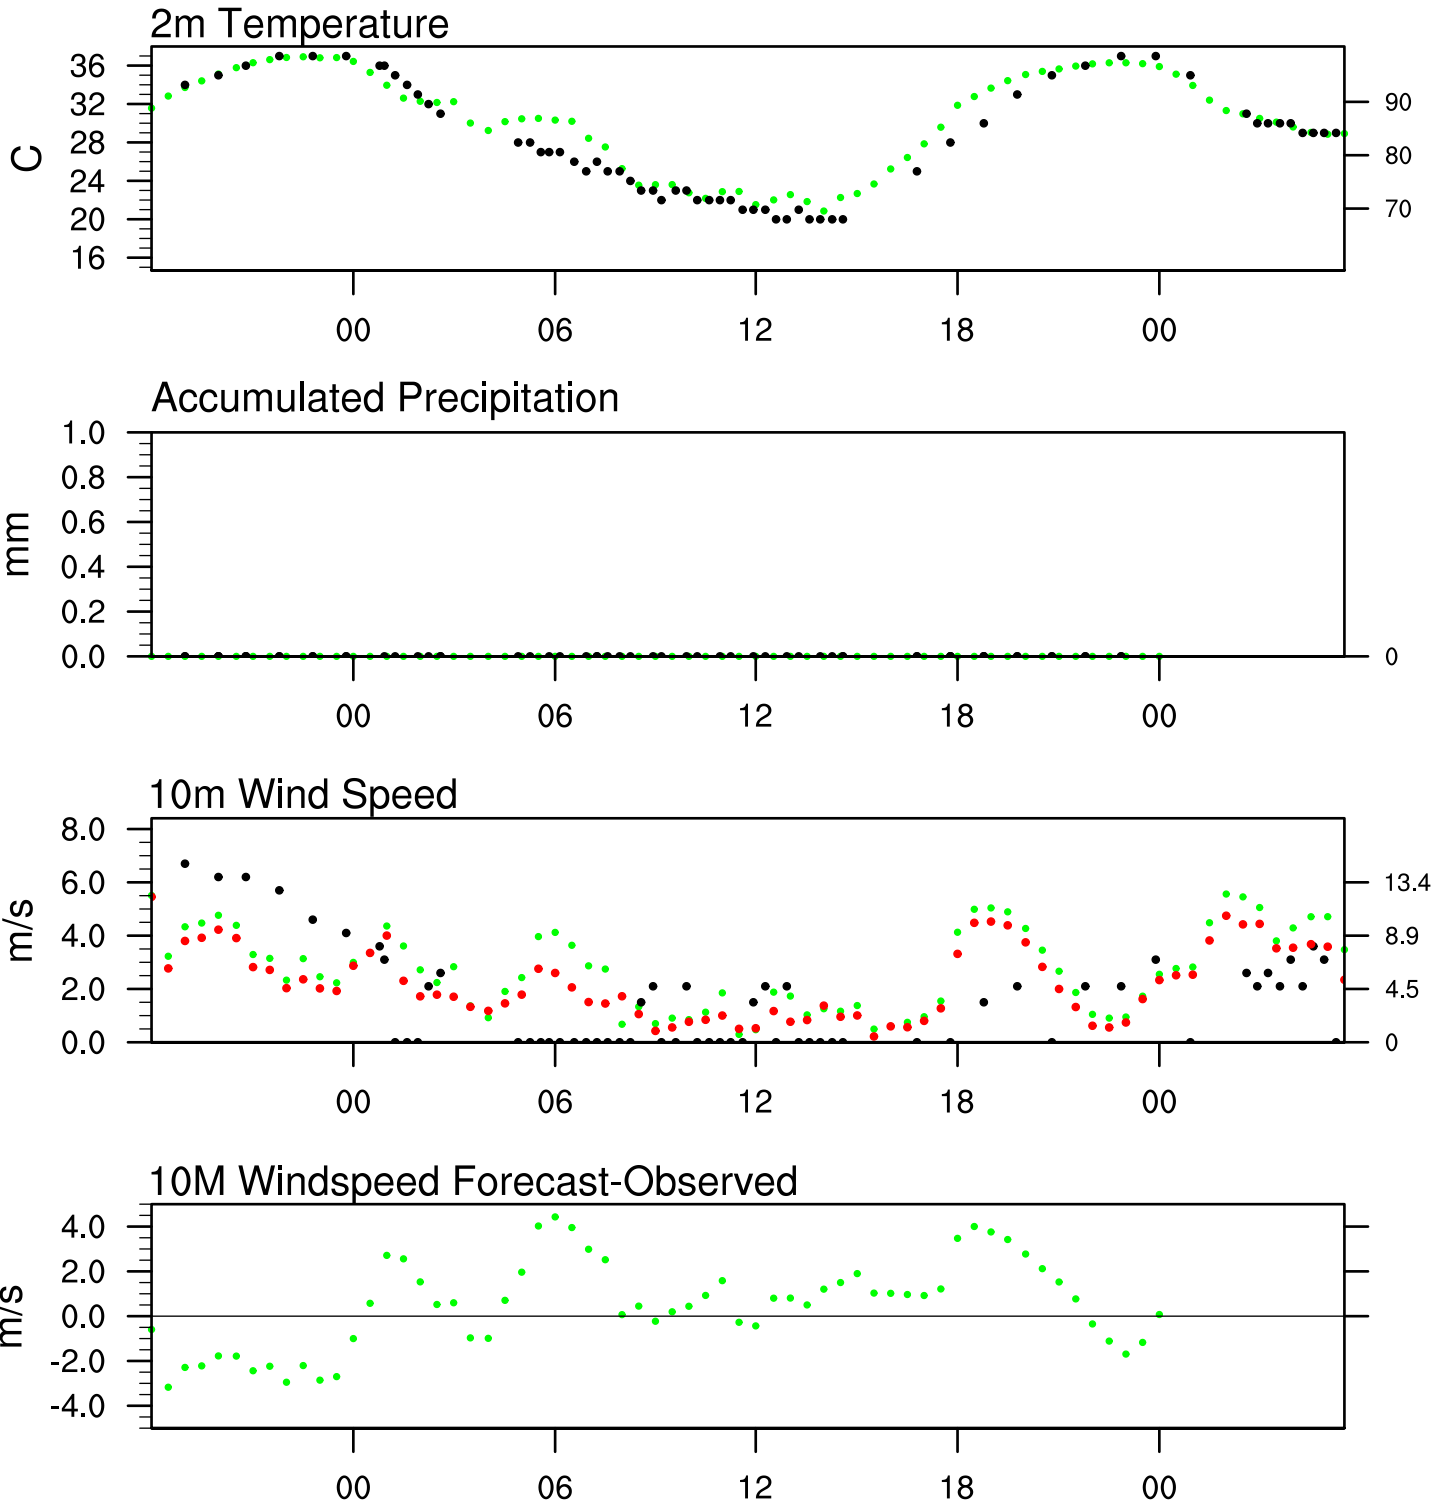 2m Temperature
36
32
28
24
20
16
C
90
80
70
00 06 12 18 00
Accumulated Precipitation
1.0
0.8
0.6
0.4
0.2
0.0
mm
0
00 06 12 18 00
10m Wind Speed
8.0
6.0
4.0
2.0
0.0
m/s
13.4
8.9
4.5
0
00 06 12 18 00
10M Windspeed Forecast-Observed
4.0
2.0
0.0
-2.0
-4.0
m/s
00 06 12 18 00